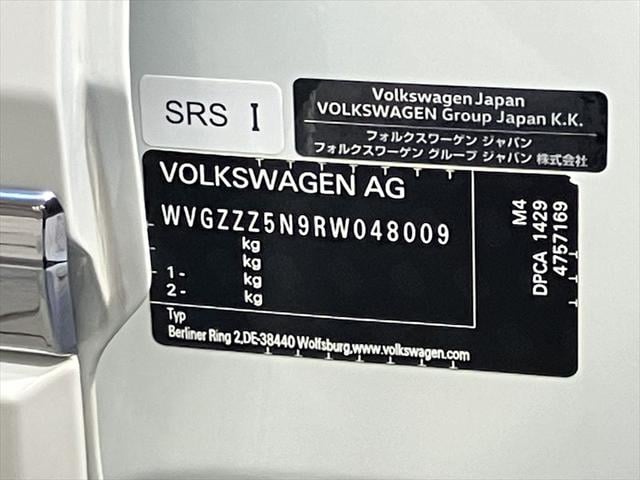 SRS I
Volkswagen Japan
VOLKSWAGEN Group Japan K.K.
フォルクスワーゲン ジャパン
フォルクスワーゲン グループ ジャパン 株式会社
VOLKSWAGEN AG
WVGZZZ5N9RW048009
kg
kg
1- kg
2- kg
Typ
Berliner Ring 2,DE-38440 Wolfsburg,www.volkswagen.com
M4
DPCA 1429
4757169